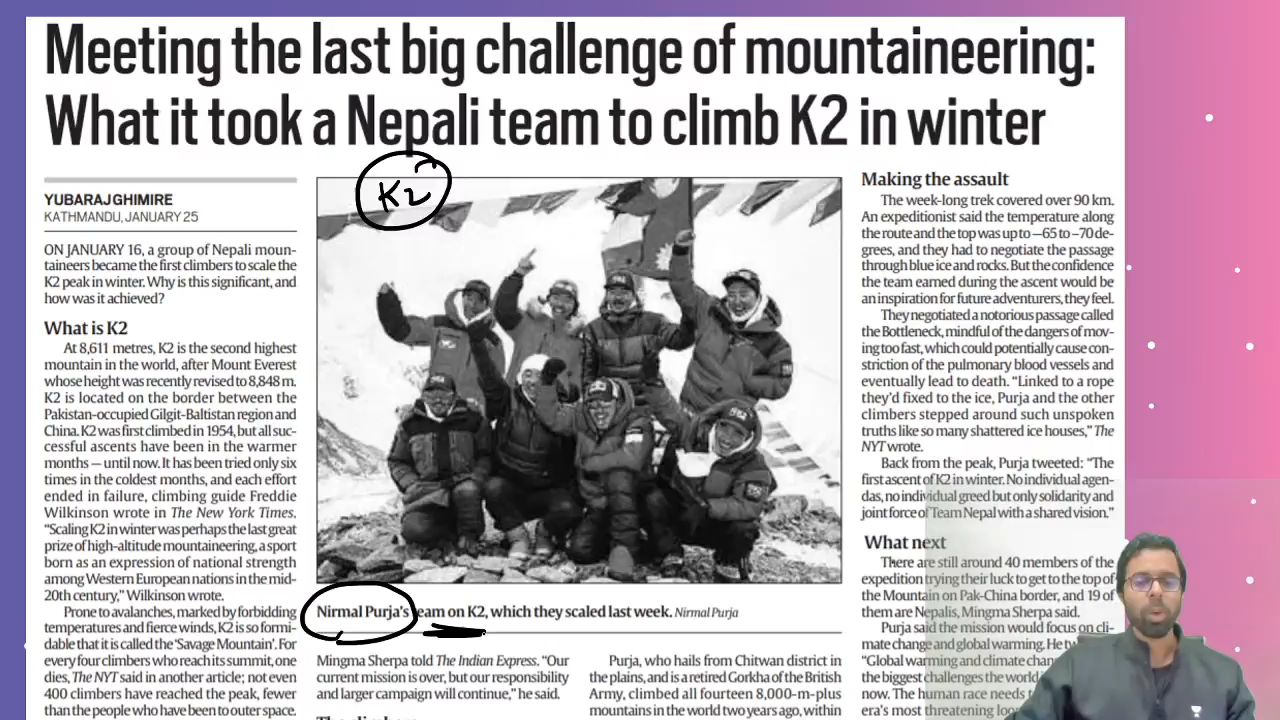 Meeting the last big challenge of mountaineering:
What it took a Nepali team to climb K2 in winter
YUBARAJ GHIMIRE
KATHMANDU, JANUARY 25
ON JANUARY 16, a group of Nepali moun-
taineers became the first climbers to scale the
K2 peak in winter. Why is this significant, and
how was it achieved?
What is K2
At 8,611 metres, K2 is the second highest
mountain in the world, after Mount Everest
whose height was recently revised to 8,848 m.
K2 is located on the border between the
Pakistan-occupied Gilgit-Baltistan region and
China. K2 was first climbed in 1954, but all suc-
cessful ascents have been in the warmer
months — until now. It has been tried only six
times in the coldest months, and each effort
ended in failure, climbing guide Freddie
Wilkinson wrote in The New York Times.
“Scaling K2 in winter was perhaps the last great
prize of high-altitude mountaineering, a sport
born as an expression of national strength
among Western European nations in the mid-
20th century,” Wilkinson wrote.
Prone to avalanches, marked by forbidding
temperatures and fierce winds, K2 is so formi-
dable that it is called the ‘Savage Mountain’. For
every four climbers who reach its summit, one
dies, The NYT said in another article; not even
400 climbers have reached the peak, fewer
than the people who have been to outer space.
K2
Nirmal Purja’s team on K2, which they scaled last week. Nirmal Purja
Mingma Sherpa told The Indian Express. “Our
current mission is over, but our responsibility
and larger campaign will continue,” he said.
Purja, who hails from Chitwan district in
the plains, and is a retired Gorkha of the British
Army, climbed all fourteen 8,000-m-plus
mountains in the world two years ago, within
Making the assault
The week-long trek covered over 90 km.
An expeditionist said the temperature along
the route and the top was up to —65 to –70 de-
grees, and they had to negotiate the passage
through blue ice and rocks. But the confidence
the team earned during the ascent would be
an inspiration for future adventurers, they feel.
They negotiated a notorious passage called
the Bottleneck, mindful of the dangers of mov-
ing too fast, which could potentially cause con-
striction of the pulmonary blood vessels and
eventually lead to death. “Linked to a rope
they’d fixed to the ice, Purja and the other
climbers stepped around such unspoken
truths like so many shattered ice houses,” The
NYT wrote.
Back from the peak, Purja tweeted: “The
first ascent of K2 in winter. No individual agen-
das, no individual greed but only solidarity and
joint force of Team Nepal with a shared vision.”
What next
There are still around 40 members of the
expedition trying their luck to get to the top of
the Mountain on Pak-China border, and 19 of
them are Nepalis, Mingma Sherpa said.
Purja said the mission would focus on cli-
mate change and global warming. He
“Global warming and climate
the biggest challenges the world
now. The human race needs
era’s most threatening